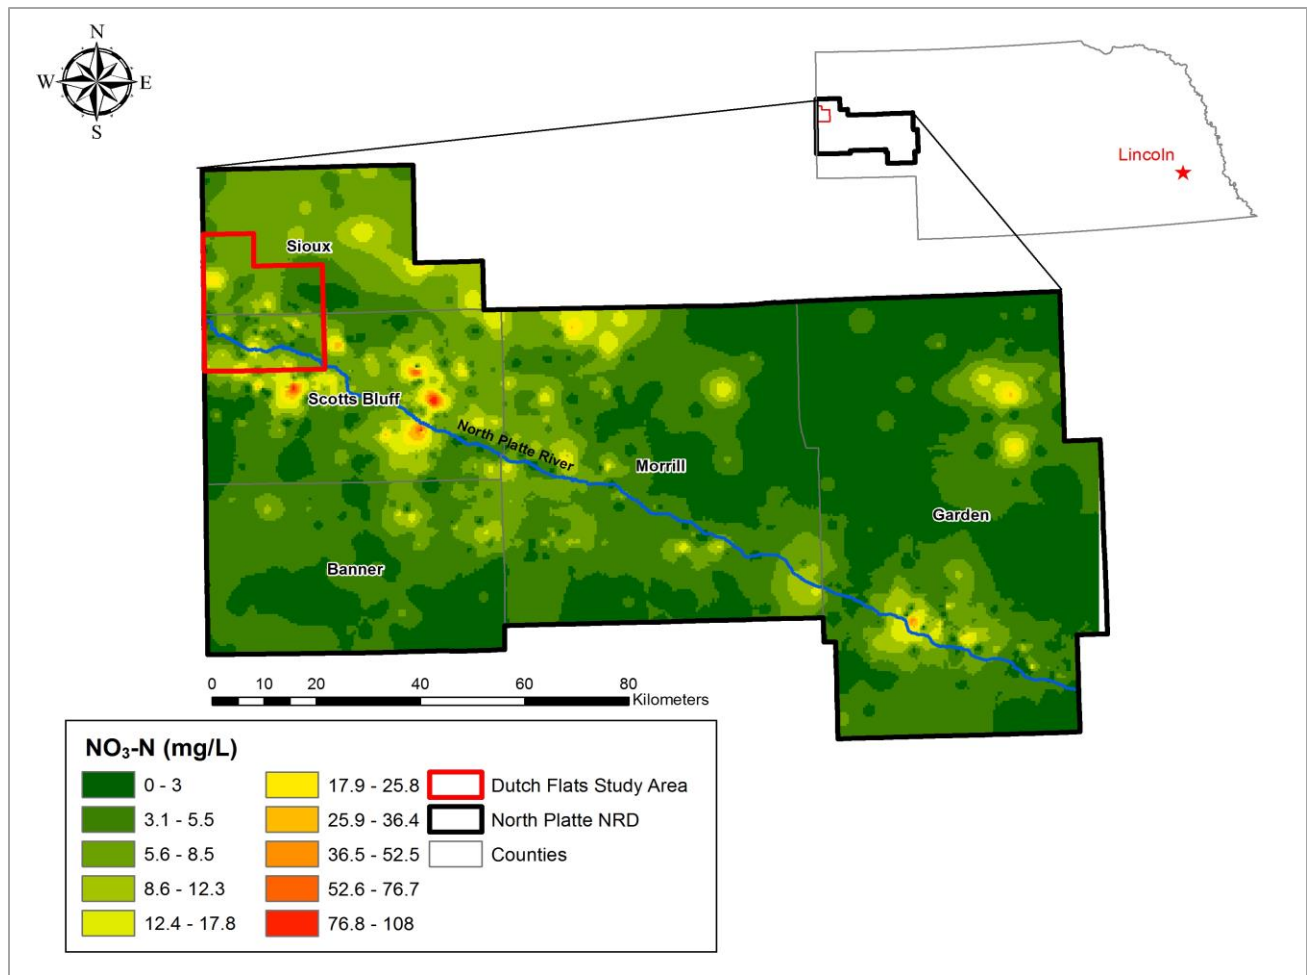 N
W E
S
Lincoln
Sioux
Scotts Bluff
North Platte River
Morrill
Garden
Banner
0 10 20 40 60 80
Kilometers
NO₃-N (mg/L)
0 - 3
3.1 - 5.5
5.6 - 8.5
8.6 - 12.3
12.4 - 17.8
17.9 - 25.8
25.9 - 36.4
36.5 - 52.5
52.6 - 76.7
76.8 - 108
Dutch Flats Study Area
North Platte NRD
Counties